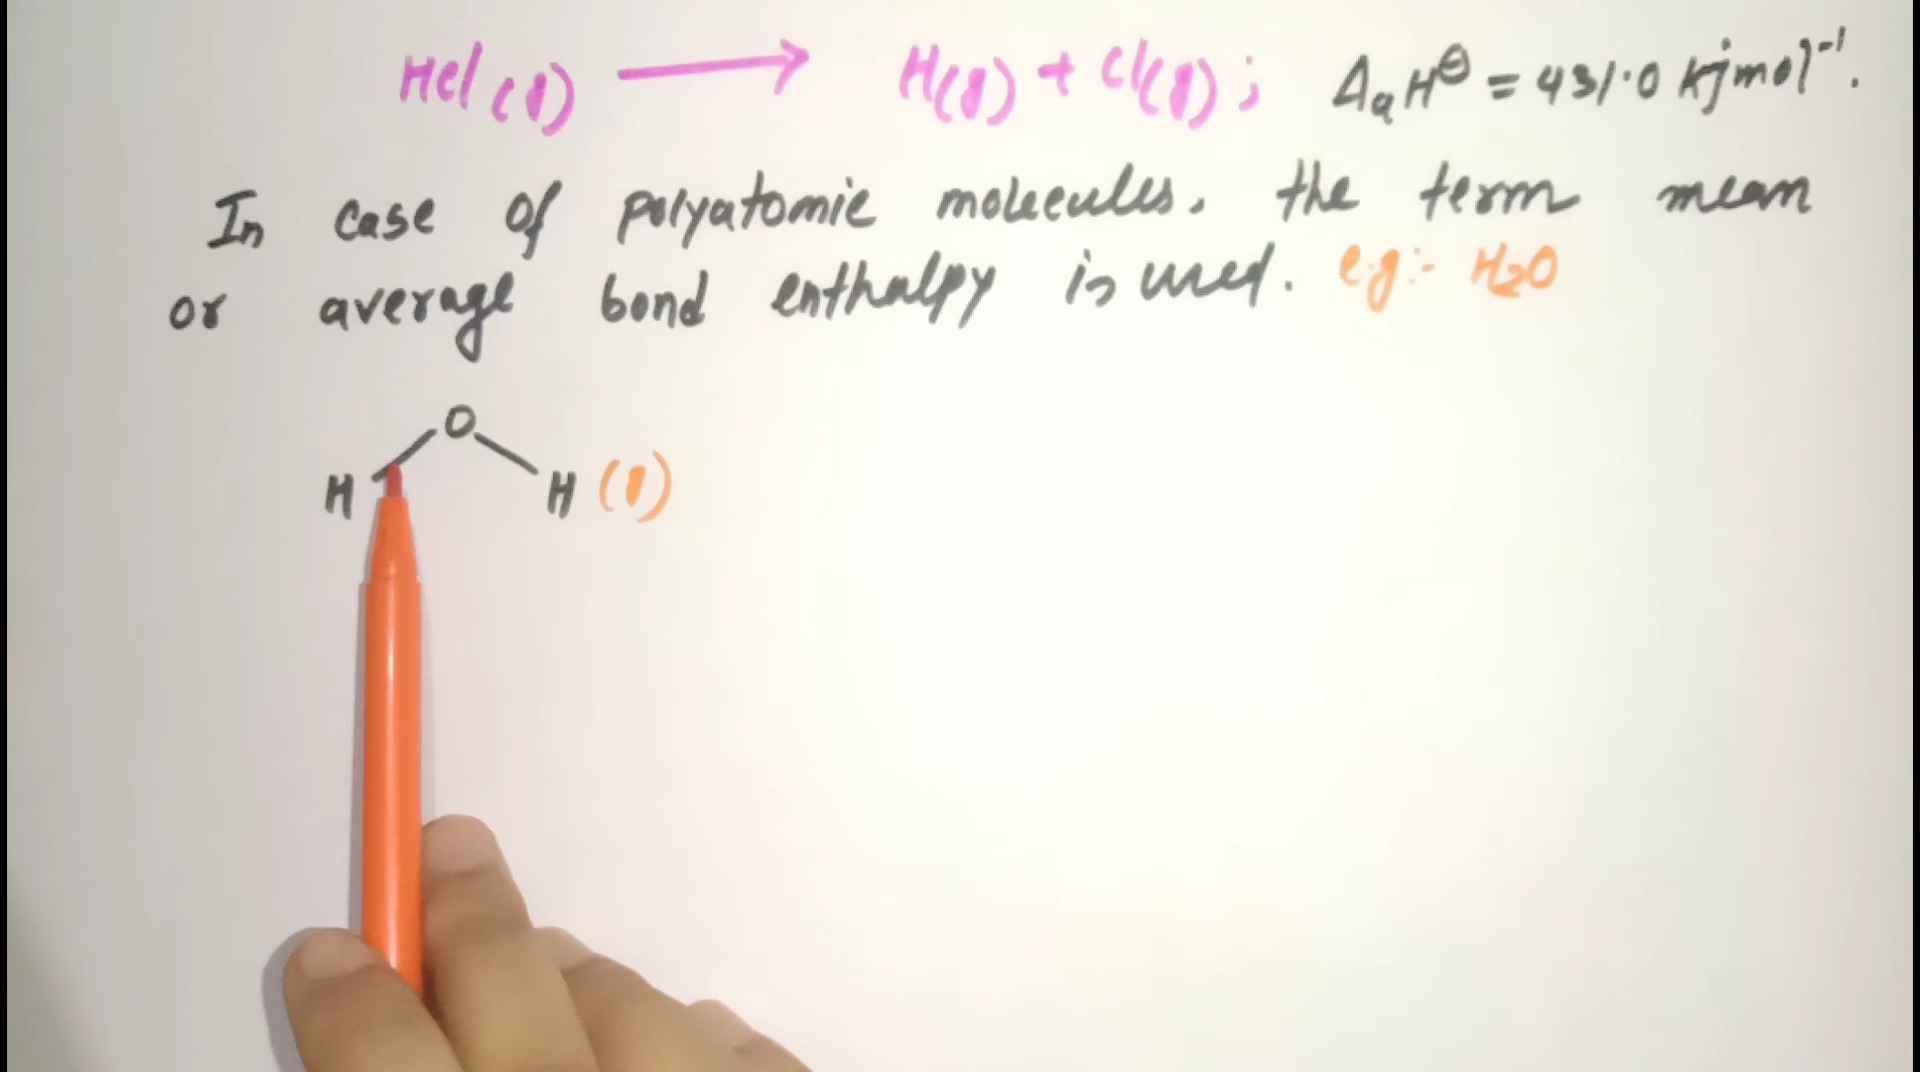 HCl(g) ⟶ H(g) + Cl(g); ΔaH⊖ = 431.0 kjmol⁻¹.
In case of polyatomic molecules. the term mean
or average bond enthalpy is used. e.g:- H₂O
O
H H (g)